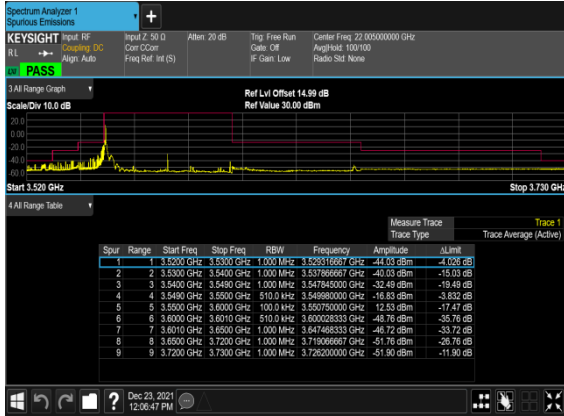 Spectrum Analyzer 1
Spurious Emissions
KEYSIGHT Input: RF Input Z: 50 Ω Atten: 20 dB Trig: Free Run Center Freq: 22.005000000 GHz
RL Coupling: DC Corr CCorr Gate: Off Avg|Hold: 100/100
Align: Auto Freq Ref: Int (S) IF Gain: Low Radio Std: None
PASS
3 All Range Graph Ref Lvl Offset 14.99 dB
Scale/Div 10.0 dB Ref Value 30.00 dBm
20.0
0.00
-20.0
-40.0
-60.0
Start 3.520 GHz Stop 3.730 GHz
4 All Range Table
Measure Trace Trace 1
Trace Type Trace Average (Active)
Spur Range Start Freq Stop Freq RBW Frequency Amplitude ΔLimit
1 1 3.5200 GHz 3.5300 GHz 1.000 MHz 3.529316667 GHz -44.03 dBm -4.026 dB
2 2 3.5300 GHz 3.5400 GHz 1.000 MHz 3.537866667 GHz -40.03 dBm -15.03 dB
3 3 3.5400 GHz 3.5490 GHz 1.000 MHz 3.547845000 GHz -32.49 dBm -19.49 dB
4 4 3.5490 GHz 3.5500 GHz 510.0 kHz 3.549980000 GHz -16.83 dBm -3.832 dB
5 5 3.5500 GHz 3.6000 GHz 100.0 kHz 3.550750000 GHz 12.53 dBm -17.47 dB
6 6 3.6000 GHz 3.6010 GHz 510.0 kHz 3.600028333 GHz -48.76 dBm -35.76 dB
7 7 3.6010 GHz 3.6500 GHz 1.000 MHz 3.647468333 GHz -46.72 dBm -33.72 dB
8 8 3.6500 GHz 3.7200 GHz 1.000 MHz 3.719066667 GHz -51.76 dBm -26.76 dB
9 9 3.7200 GHz 3.7300 GHz 1.000 MHz 3.726200000 GHz -51.90 dBm -11.90 dB
? Dec 23, 2021
12:06:47 PM